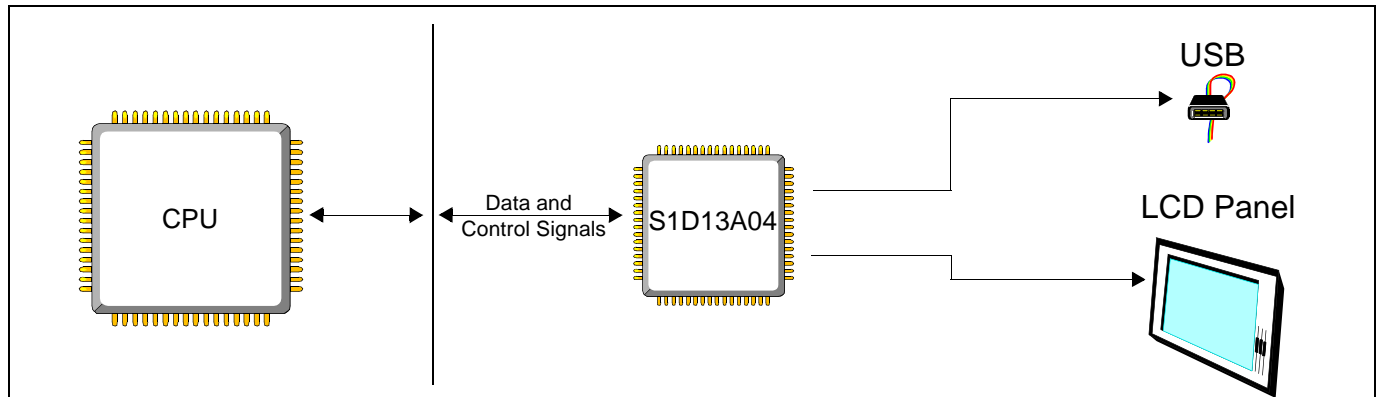 USB
CPU
Data and
Control Signals
S1D13A04
LCD Panel